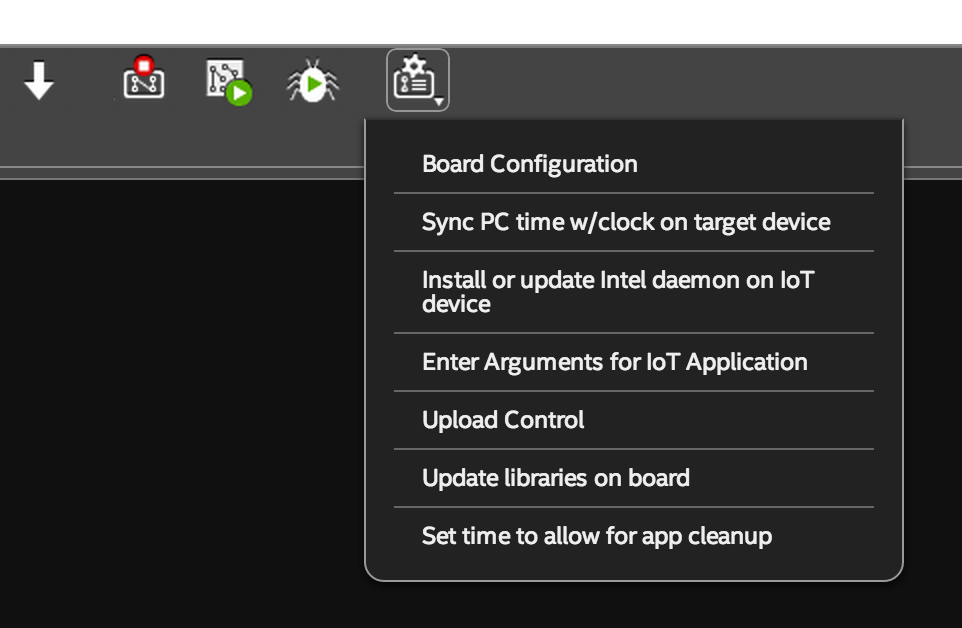 Board Configuration
Sync PC time w/clock on target device
Install or update Intel daemon on IoT
device
Enter Arguments for IoT Application
Upload Control
Update libraries on board
Set time to allow for app cleanup